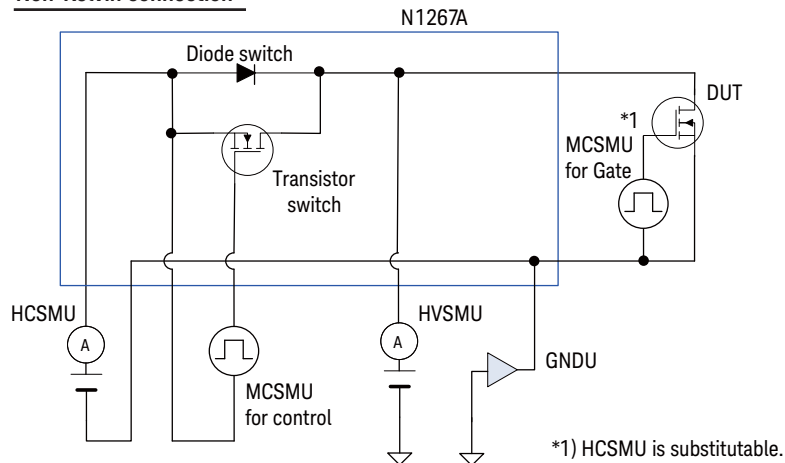 N1267A
Diode switch
DUT
*1
MCSMU
for Gate
Transistor
switch
HCSMU
A
HVSMU
A
MCSMU
for control
GNDU
*1) HCSMU is substitutable.